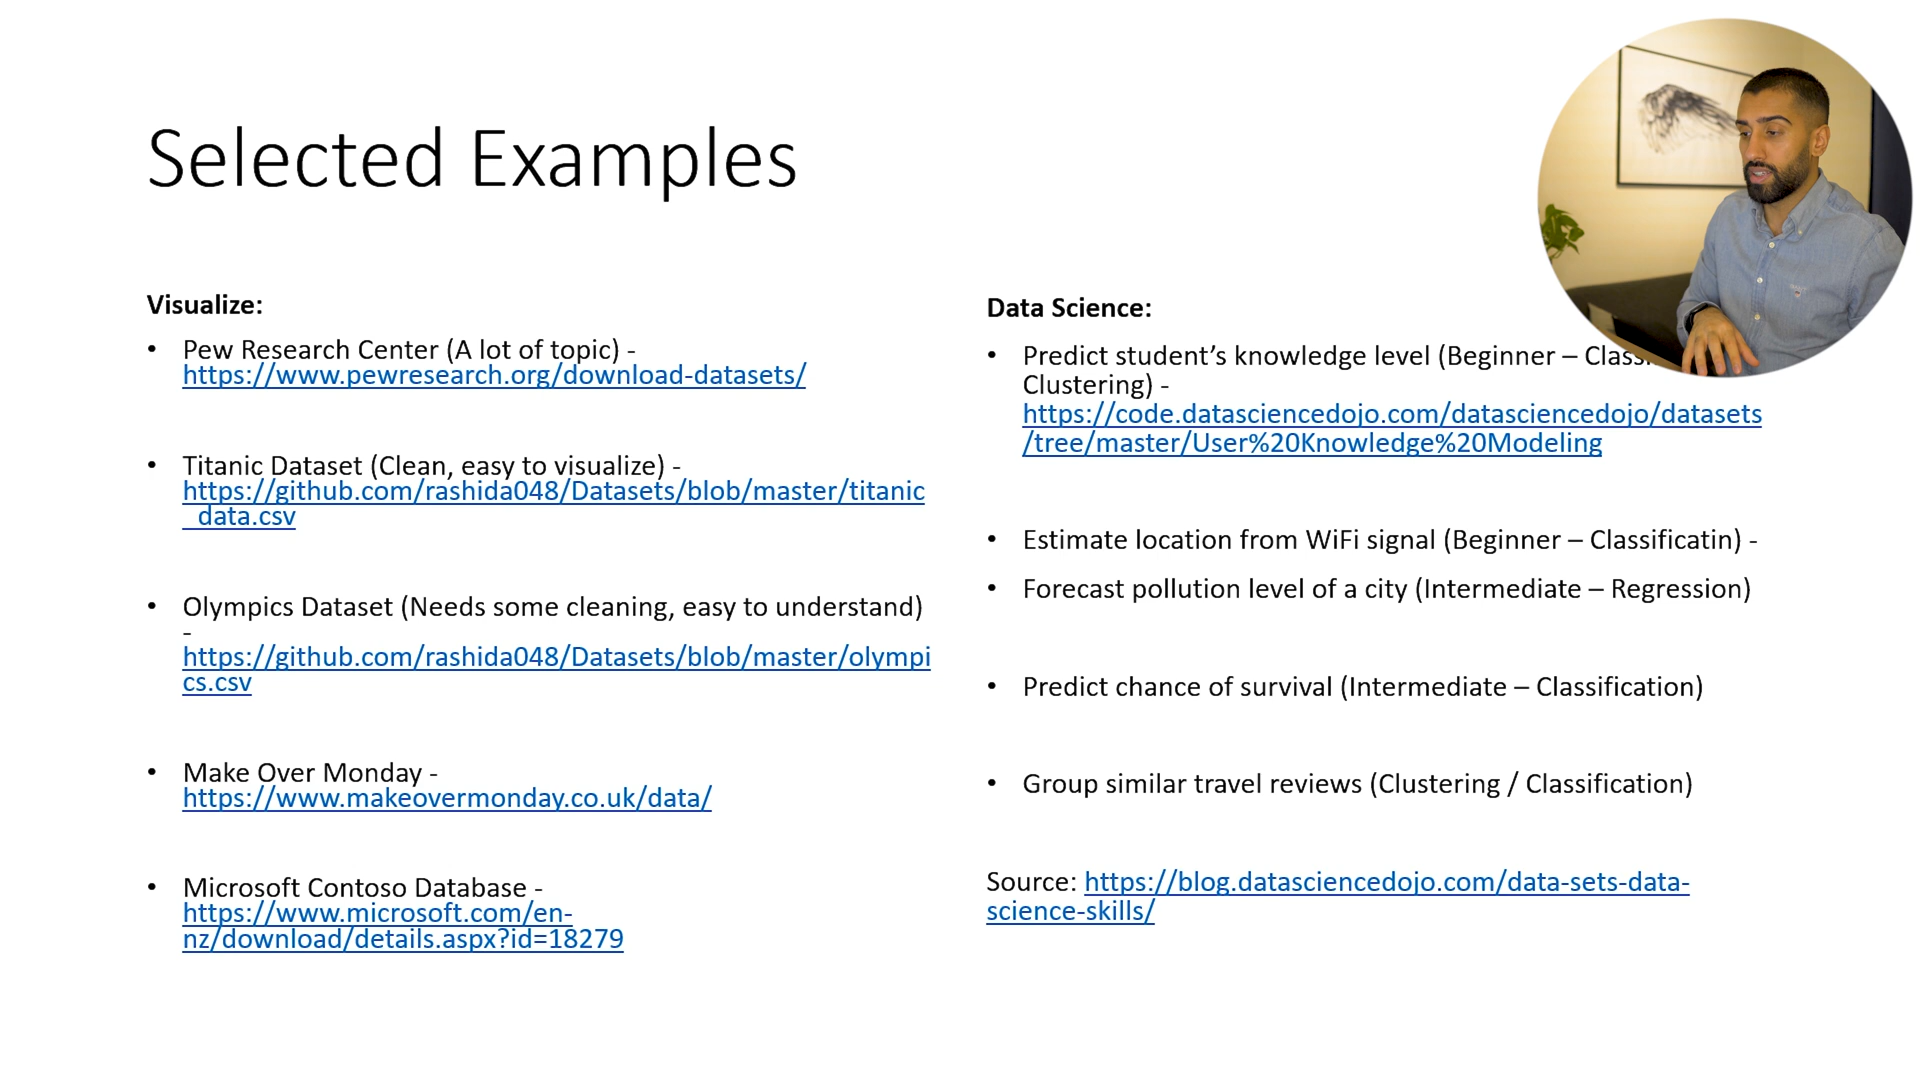 Selected Examples
Visualize:
• Pew Research Center (A lot of topic) -
https://www.pewresearch.org/download-datasets/
• Titanic Dataset (Clean, easy to visualize) -
https://github.com/rashida048/Datasets/blob/master/titanic
_data.csv
• Olympics Dataset (Needs some cleaning, easy to understand)
-
https://github.com/rashida048/Datasets/blob/master/olympi
cs.csv
• Make Over Monday -
https://www.makeovermonday.co.uk/data/
• Microsoft Contoso Database -
https://www.microsoft.com/en-
nz/download/details.aspx?id=18279
Data Science:
• Predict student’s knowledge level (Beginner –
Clustering) -
https://code.datasciencedojo.com/datasciencedojo/datasets
/tree/master/User%20Knowledge%20Modeling
• Estimate location from WiFi signal (Beginner – Classificatin) -
• Forecast pollution level of a city (Intermediate – Regression)
• Predict chance of survival (Intermediate – Classification)
• Group similar travel reviews (Clustering / Classification)
Source: https://blog.datasciencedojo.com/data-sets-data-
science-skills/